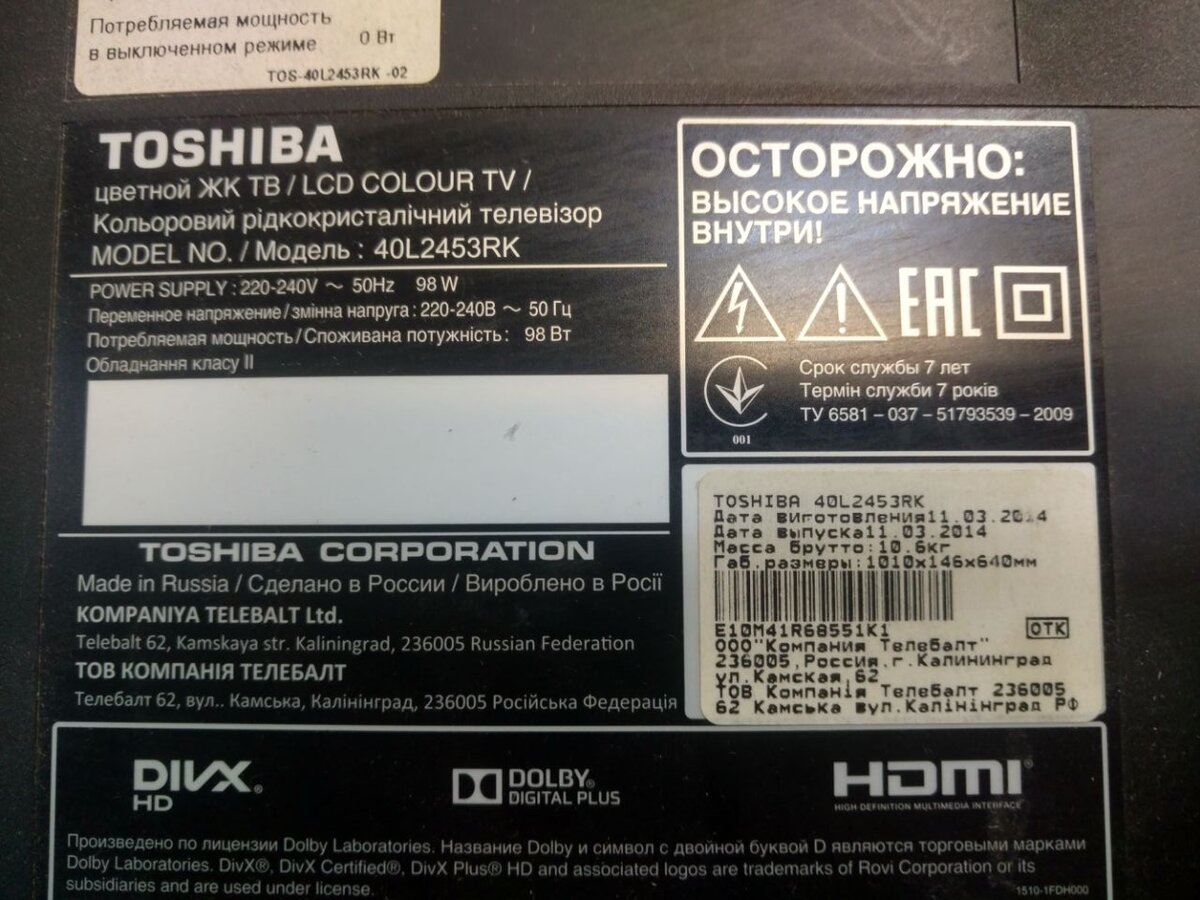 Потребляемая мощность
в выключенном режиме 0 Вт
TOS-40L2453RK -02
TOSHIBA
цветной ЖК ТВ / LCD COLOUR TV /
Кольоровий рідкокристалічний телевізор
MODEL NO. / Модель : 40L2453RK
POWER SUPPLY : 220-240V ~ 50Hz 98 W
Переменное напряжение/змінна напруга : 220-240В ~ 50 Гц
Потребляемая мощность/Споживана потужність : 98 Вт
Обладнання класу II
ОСТОРОЖНО:
ВЫСОКОЕ НАПРЯЖЕНИЕ
ВНУТРИ!
EAC
Срок службы 7 лет
Термін служби 7 років
ТУ 6581 – 037 – 51793539 – 2009
001
TOSHIBA CORPORATION
Made in Russia / Сделано в России / Вироблено в Росії
KOMPANIYA TELEBALT Ltd.
Telebalt 62, Kamskaya str. Kaliningrad, 236005 Russian Federation
ТОВ КОМПАНІЯ ТЕЛЕБАЛТ
Телебалт 62, вул.. Камська, Калінінград, 236005 Російська Федерація
TOSHIBA 40L2453RK
Дата виготовления11.03.2014
Дата выпуска11.03.2014
Масса брутто:10.6кг
Габ.размеры:1010x146x640мм
E10M41R68551K1
ОТК
ООО"Компания Телебалт"
236005,Россия.г.Калининград
ул.Камская,62
ТОВ Компанія Телебалт 236005
62 Камська вул.Калінінград РФ
DIVX®
HD
DOLBY®
DIGITAL PLUS
HDMI®
HIGH-DEFINITION MULTIMEDIA INTERFACE
Произведено по лицензии Dolby Laboratories. Название Dolby и символ с двойной буквой D являются торговыми марками
Dolby Laboratories. DivX®, DivX Certified®, DivX Plus® HD and associated logos are trademarks of Rovi Corporation or its
subsidiaries and are used under license.
1510-1FDH000